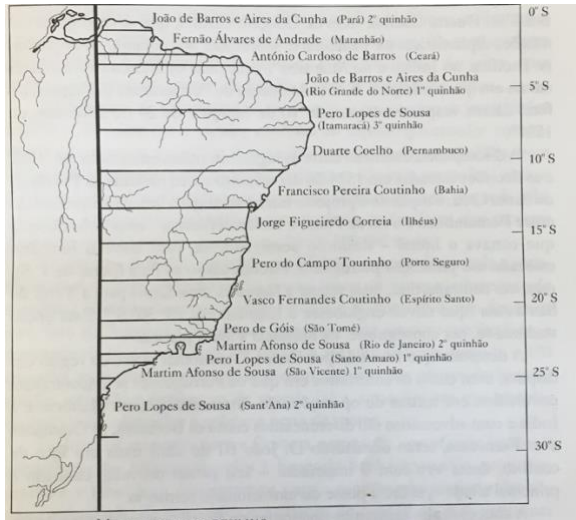 João de Barros e Aires da Cunha (Pará) 2º quinhão
0° S
Fernão Álvares de Andrade (Maranhão)
António Cardoso de Barros (Ceará)
João de Barros e Aires da Cunha
(Rio Grande do Norte) 1º quinhão
5° S
Pero Lopes de Sousa
(Itamaracá) 3º quinhão
Duarte Coelho (Pernambuco)
10° S
Francisco Pereira Coutinho (Bahia)
Jorge Figueiredo Correia (Ilhéus)
15° S
Pero do Campo Tourinho (Porto Seguro)
Vasco Fernandes Coutinho (Espírito Santo)
20° S
Pero de Góis (São Tomé)
Martim Afonso de Sousa (Rio de Janeiro) 2º quinhão
Pero Lopes de Sousa (Santo Amaro) 1º quinhão
Martim Afonso de Sousa (São Vicente) 1º quinhão
25° S
Pero Lopes de Sousa (Sant'Ana) 2º quinhão
30° S